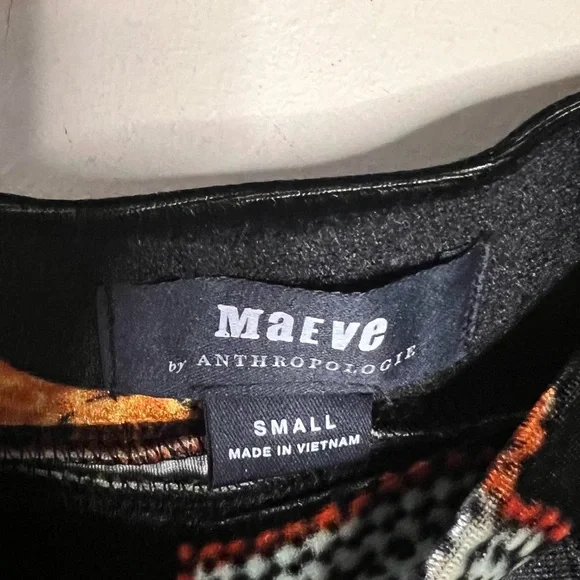 MaEve
by ANTHROPOLOGIE
SMALL
MADE IN VIETNAM